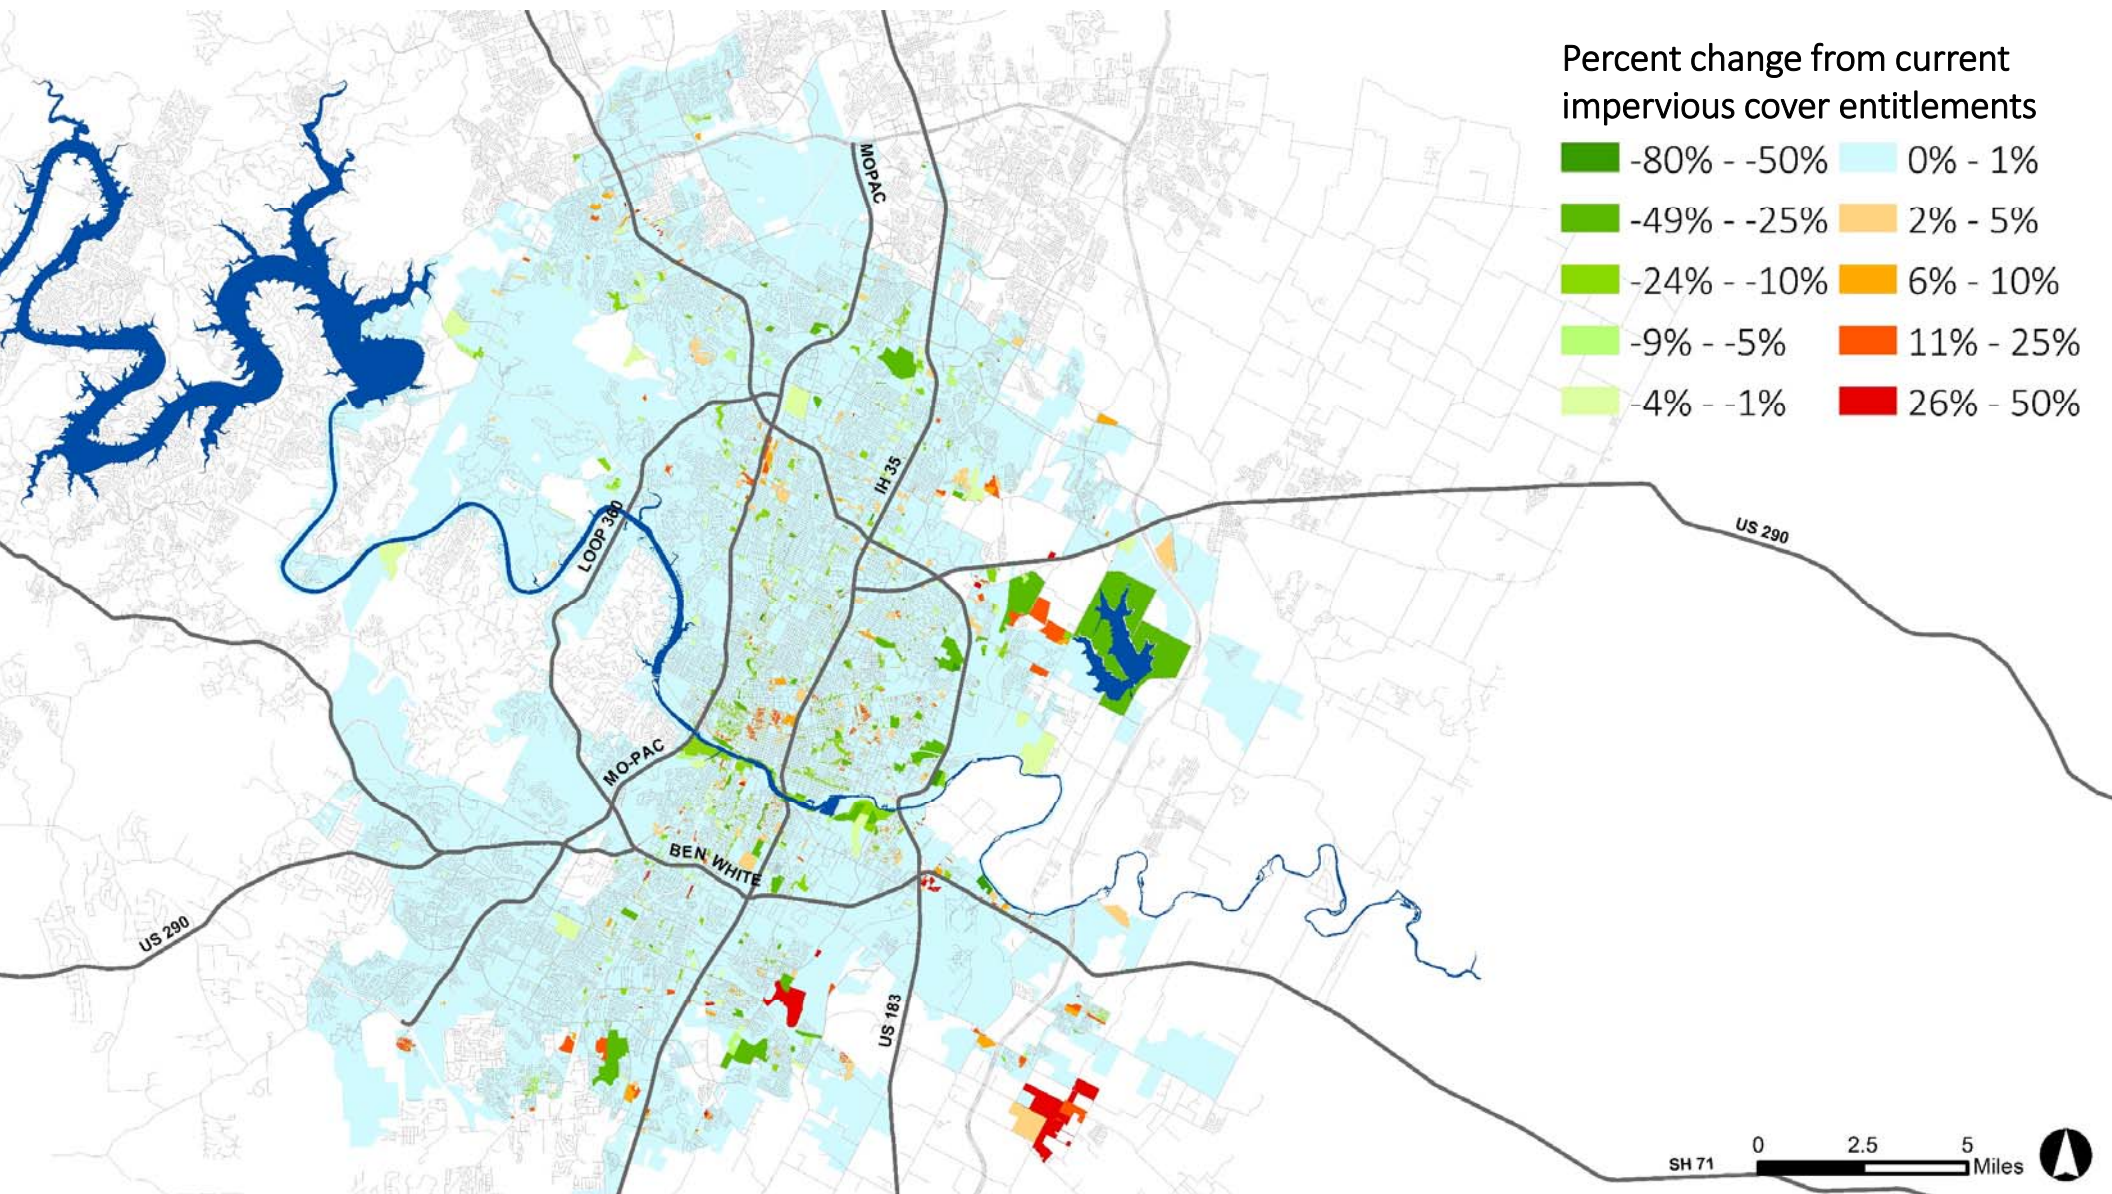 Percent change from current
impervious cover entitlements
-80% - -50%
-49% - -25%
-24% - -10%
-9% - -5%
-4% - -1%
0% - 1%
2% - 5%
6% - 10%
11% - 25%
26% - 50%
MOPAC
IH 35
LOOP 360
US 290
MO-PAC
BEN WHITE
US 290
US 183
SH 71
0 2.5 5
Miles